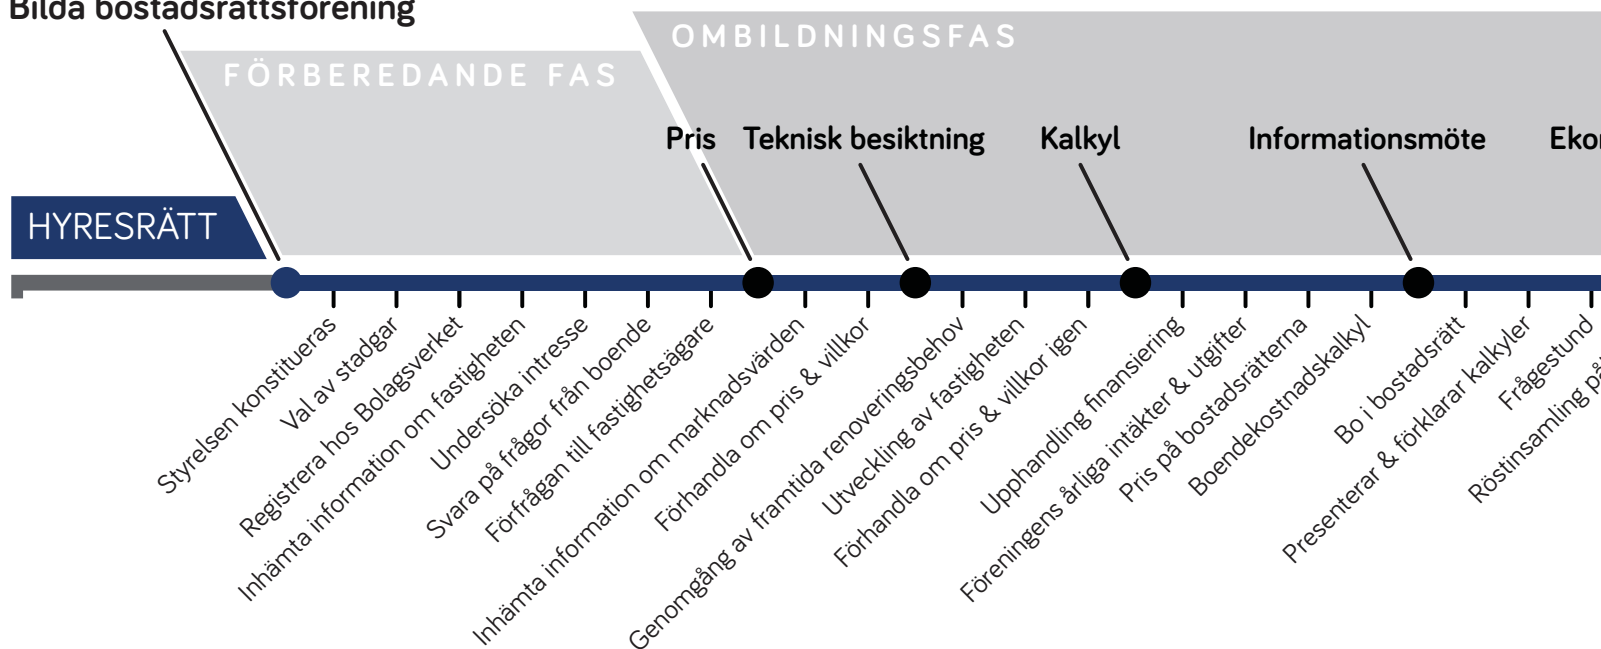 Bilda bostadsrättsförening
OMBILDNINGSFAS
FÖRBEREDANDE FAS
Pris
Teknisk besiktning
Kalkyl
Informationsmöte
HYRESRÄTT
Styrelsen konstitueras
Val av stadgar
Registrera hos Bolagsverket
Inhämta information om fastigheten
Undersöka intresse
Svara på frågor från boende
Förfrågan till fastighetsägare
Inhämta information om marknadsvärden
Förhandla om pris & villkor
Genomgång av framtida renoveringsbehov
Utveckling av fastigheten
Förhandla om pris & villkor igen
Upphandling finansiering
Föreningens årliga intäkter & utgifter
Pris på bostadsrätterna
Boendekostnadskalkyl
Bo i bostadsrätt
Presenterar & förklarar kalkyler
Frågestund
Röstinsamling på